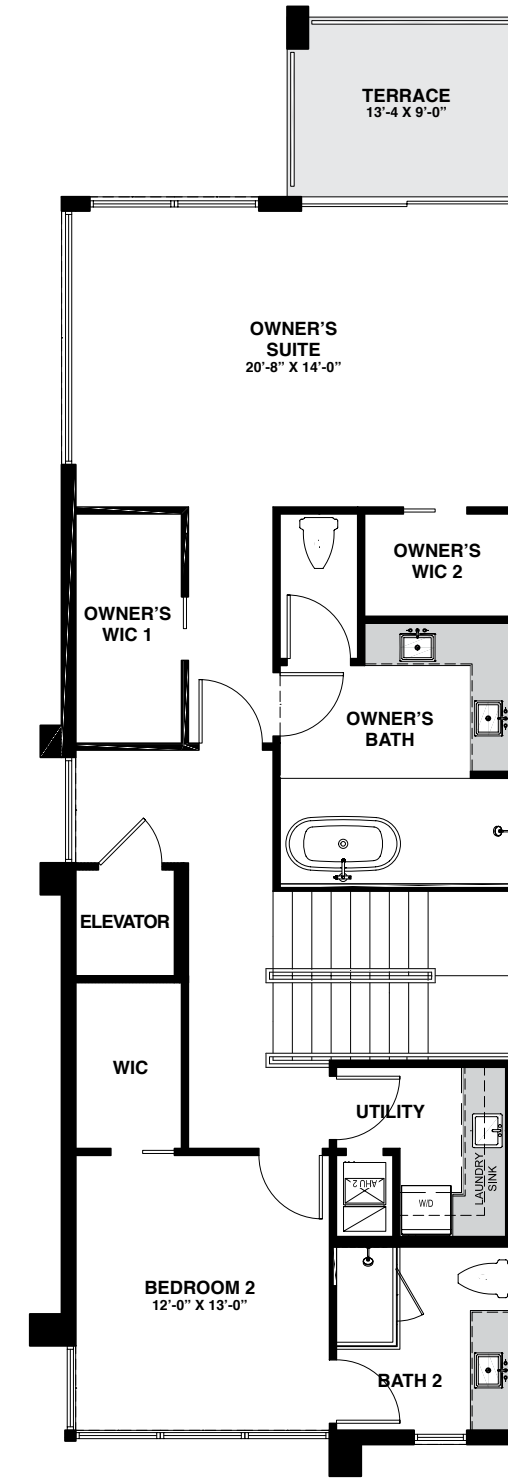 TERRACE
13'-4 X 9'-0"
OWNER'S
SUITE
20'-8" X 14'-0"
OWNER'S
WIC 2
OWNER'S
WIC 1
OWNER'S
BATH
ELEVATOR
WIC
UTILITY
LAUNDRY
SINK
AHU 2
W/D
BEDROOM 2
12'-0" X 13'-0"
BATH 2